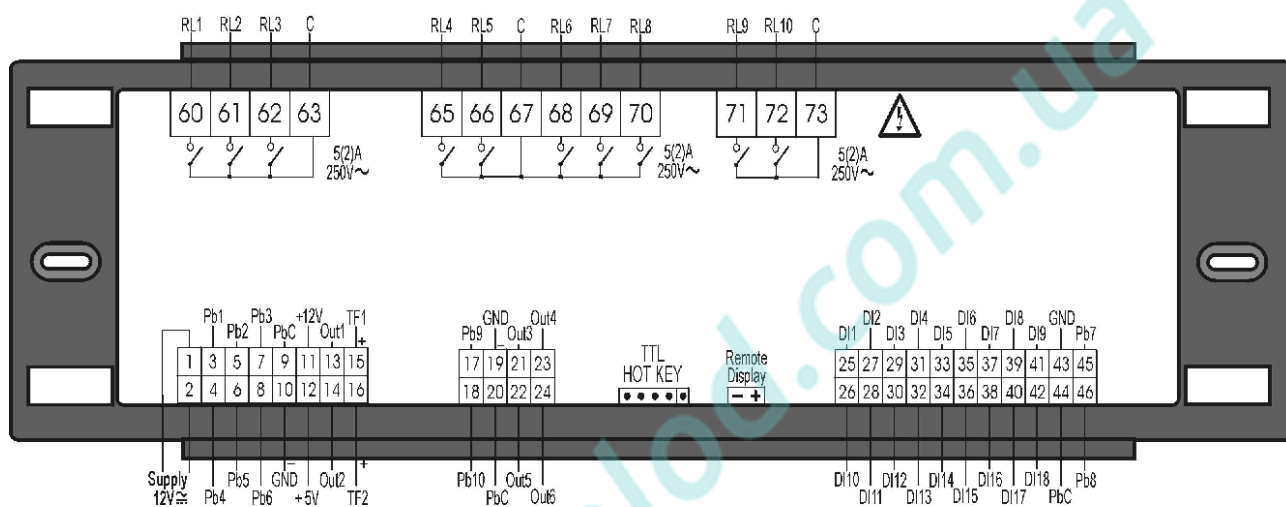 RL1 RL2 RL3 C RL4 RL5 C RL6 RL7 RL8 RL9 RL10 C
60 61 62 63 65 66 67 68 69 70 71 72 73
5(2)A 5(2)A 5(2)A
250V~ 250V~ 250V~
Pb1 Pb3 +12V TF1 GND Out4 DI2 DI4 DI6 DI8 GND
Pb2 PbC Out1 + Pb9 − Out3 TTL Remote DI1 DI3 DI5 DI7 DI9 Pb7
HOT KEY Display
1 3 5 7 9 11 13 15 17 19 21 23 25 27 29 31 33 35 37 39 41 43 45
2 4 6 8 10 12 14 16 18 20 22 24 − + 26 28 30 32 34 36 38 40 42 44 46
Supply Pb5 GND − Out2 + Pb10 Out5 DI10 DI12 DI14 DI16 DI18 Pb8
12V≂ Pb4 Pb6 +5V TF2 PbC Out6 DI11 DI13 DI15 DI17 PbC
lod.com.ua